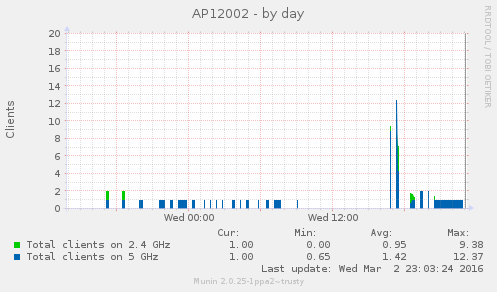 AP12002 - by day
RRDTOOL / TOBI OETIKER
Clients
20
18
16
14
12
10
8
6
4
2
0
Wed 00:00 Wed 12:00
Cur: Min: Avg: Max:
Total clients on 2.4 GHz 1.00 0.00 0.95 9.38
Total clients on 5 GHz 1.00 0.65 1.42 12.37
Last update: Wed Mar 2 23:03:24 2016
Munin 2.0.25-1ppa2~trusty